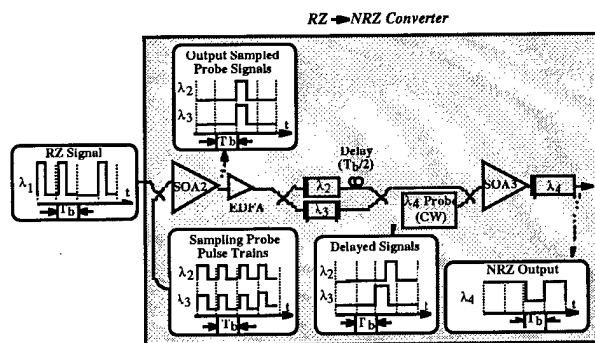 RZ → NRZ Converter
Output Sampled
Probe Signals
λ2
λ3
t
Tb
RZ Signal
λ1
t
Tb
SOA2
EDFA
Delay
(Tb/2)
λ2
λ3
λ4 Probe
(CW)
SOA3
λ4
Sampling Probe
Pulse Trains
λ2
λ3
t
Tb
Delayed Signals
λ2
λ3
t
Tb
NRZ Output
λ4
t
Tb